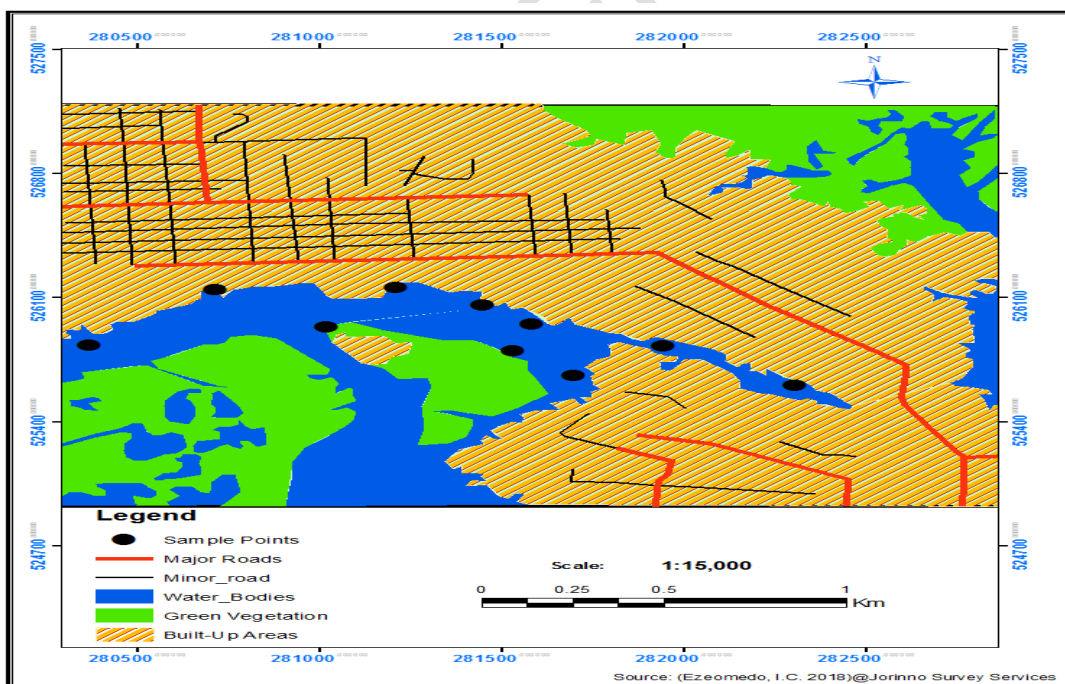 280500 281000 281500 282000 282500
527500 527500
N
526800 526800
526100 526100
525400 525400
524700 524700
Legend
Sample Points
Major Roads
Minor_road
Water_Bodies
Green Vegetation
Built-Up Areas
Scale: 1:15,000
0 0.25 0.5 1
Km
280500 281000 281500 282000 282500
Source: (Ezeomedo, I.C. 2018)@Jorinno Survey Services